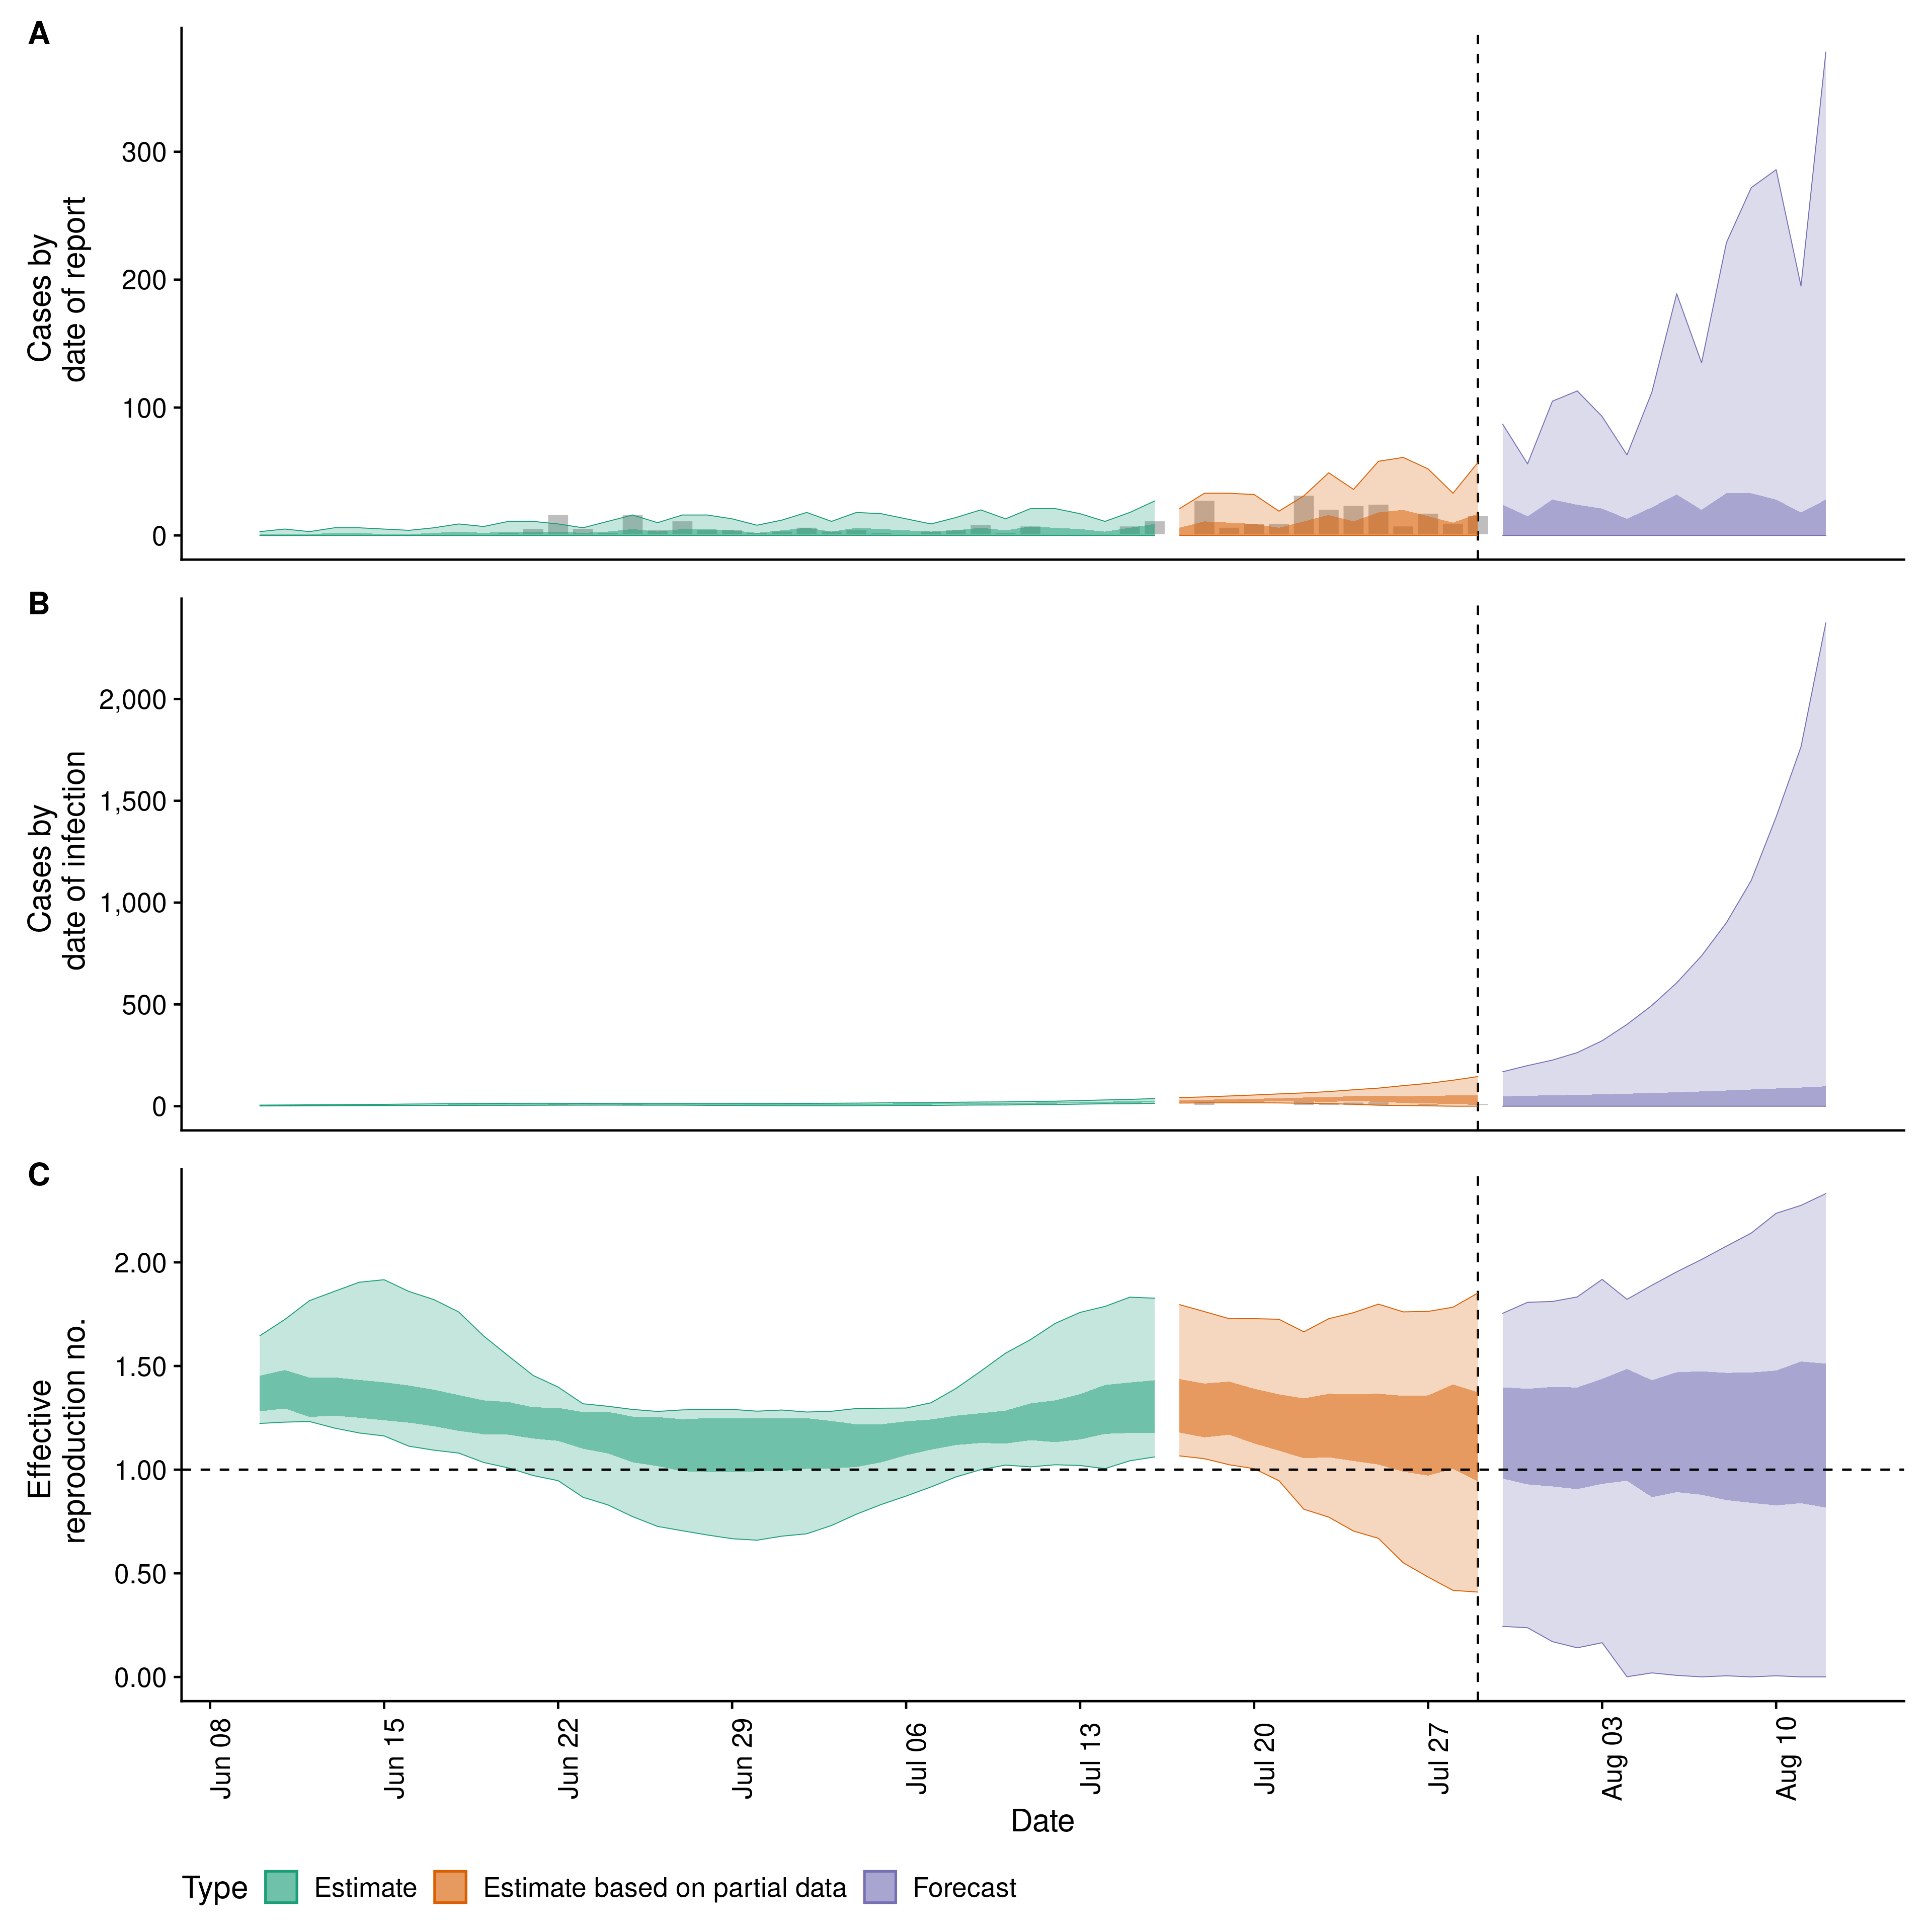 A
Cases by
date of report
300
200
100
0
B
Cases by
date of infection
2,000
1,500
1,000
500
0
C
Effective
reproduction no.
2.00
1.50
1.00
0.50
0.00
Jun 08
Jun 15
Jun 22
Jun 29
Jul 06
Jul 13
Jul 20
Jul 27
Aug 03
Aug 10
Date
Type Estimate Estimate based on partial data Forecast